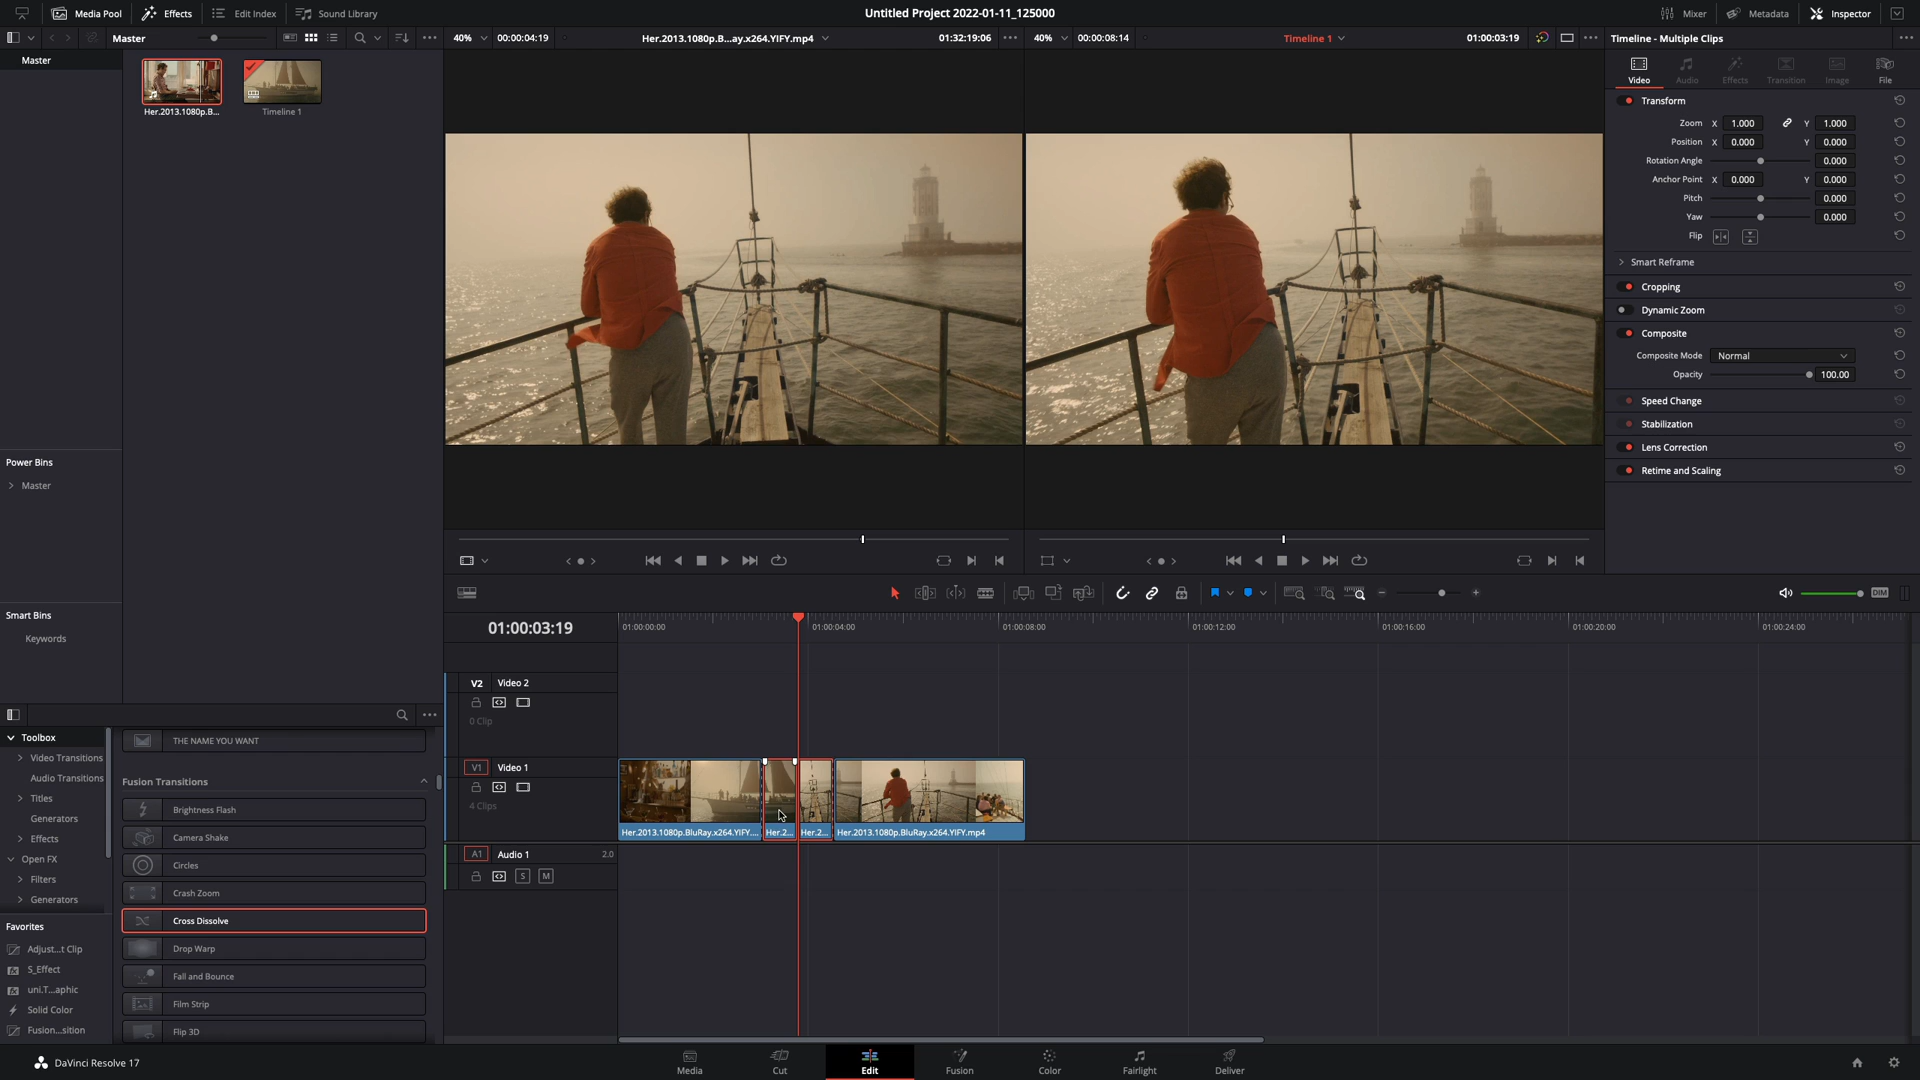 Media Pool
Effects
Edit Index
Sound Library
Untitled Project 2022-01-11_125000
Mixer
Metadata
Inspector
Master
40%
00:00:04:19
Her.2013.1080p.B...ay.x264.YIFY.mp4
01:32:19:06
40%
00:00:08:14
Timeline 1
01:00:03:19
Timeline - Multiple Clips
Master
Her.2013.1080p.B...
Timeline 1
Video
Audio
Effects
Transition
Image
File
Transform
Zoom X 1.000 Y 1.000
Position X 0.000 Y 0.000
Rotation Angle 0.000
Anchor Point X 0.000 Y 0.000
Pitch 0.000
Yaw 0.000
Flip
Smart Reframe
Cropping
Dynamic Zoom
Composite
Composite Mode Normal
Opacity 100.00
Speed Change
Stabilization
Lens Correction
Retime and Scaling
Power Bins
Master
Smart Bins
Keywords
DIM
01:00:03:19
01:00:00:00
01:00:04:00
01:00:08:00
01:00:12:00
01:00:16:00
01:00:20:00
01:00:24:00
V2 Video 2
0 Clip
V1 Video 1
4 Clips
Her.2013.1080p.BluRay.x264.YIFY....
Her.2...
Her.2...
Her.2013.1080p.BluRay.x264.YIFY.mp4
A1 Audio 1 2.0
S
M
Toolbox
Video Transitions
Audio Transitions
Titles
Generators
Effects
Open FX
Filters
Generators
Favorites
Adjust...t Clip
S_Effect
uni.T...aphic
Solid Color
Fusion...sition
THE NAME YOU WANT
Fusion Transitions
Brightness Flash
Camera Shake
Circles
Crash Zoom
Cross Dissolve
Drop Warp
Fall and Bounce
Film Strip
Flip 3D
DaVinci Resolve 17
Media
Cut
Edit
Fusion
Color
Fairlight
Deliver